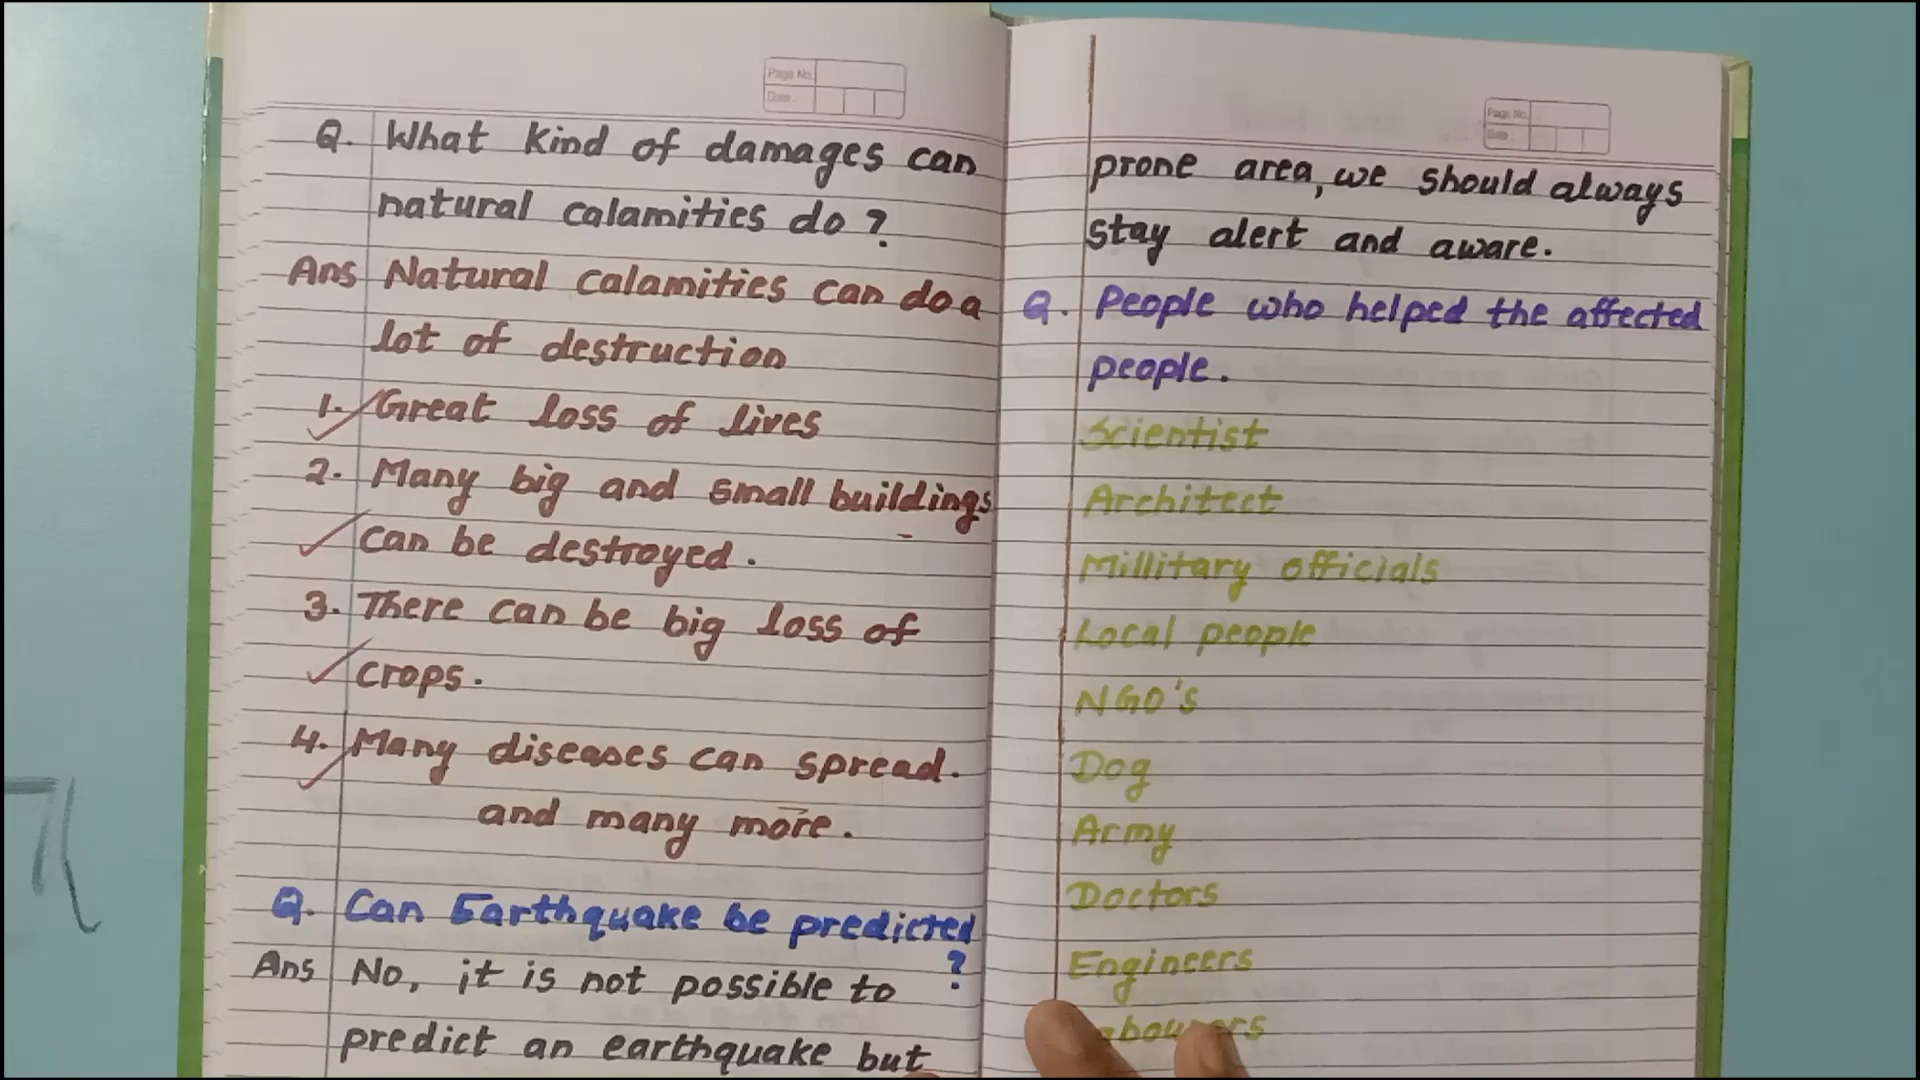 Page No.
Date
Q. What kind of damages can
natural calamities do ?
Ans Natural calamities can do a
lot of destruction
1. Great loss of lives
2. Many big and small buildings
can be destroyed.
3. There can be big loss of
crops.
4. Many diseases can spread.
and many more.
Q. Can Earthquake be predicted
?
Ans No, it is not possible to
predict an earthquake but
Page No.
Date
prone area, we should always
stay alert and aware.
Q. People who helped the affected
people.
Scientist
Architect
Millitary officials
Local people
NGO's
Dog
Army
Doctors
Engineers